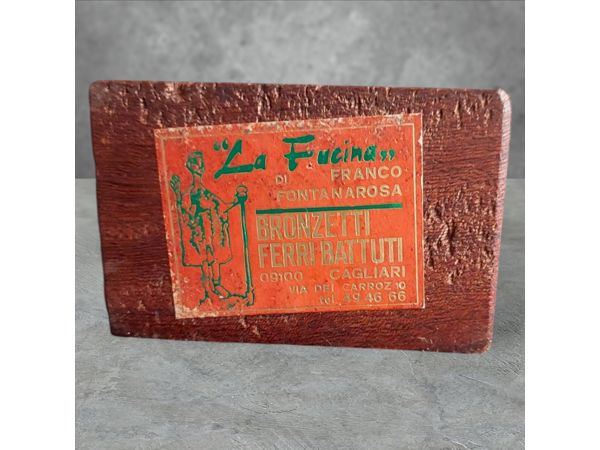 “La Fucina”
DI FRANCO
FONTANAROSA
BRONZETTI
FERRI BATTUTI
09100 CAGLIARI
VIA DEI CARROZ 10
tel. 49 46 66